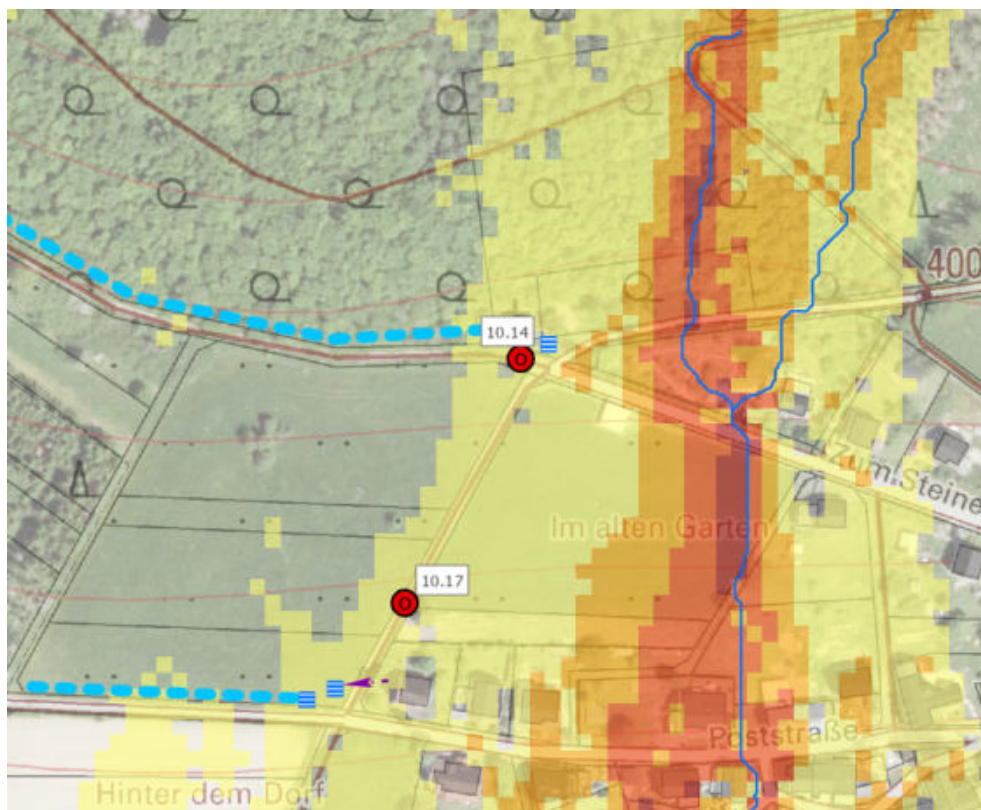 400
10.14
Zum Steine
Im alten Garten
10.17
Poststraße
Hinter dem Dorf